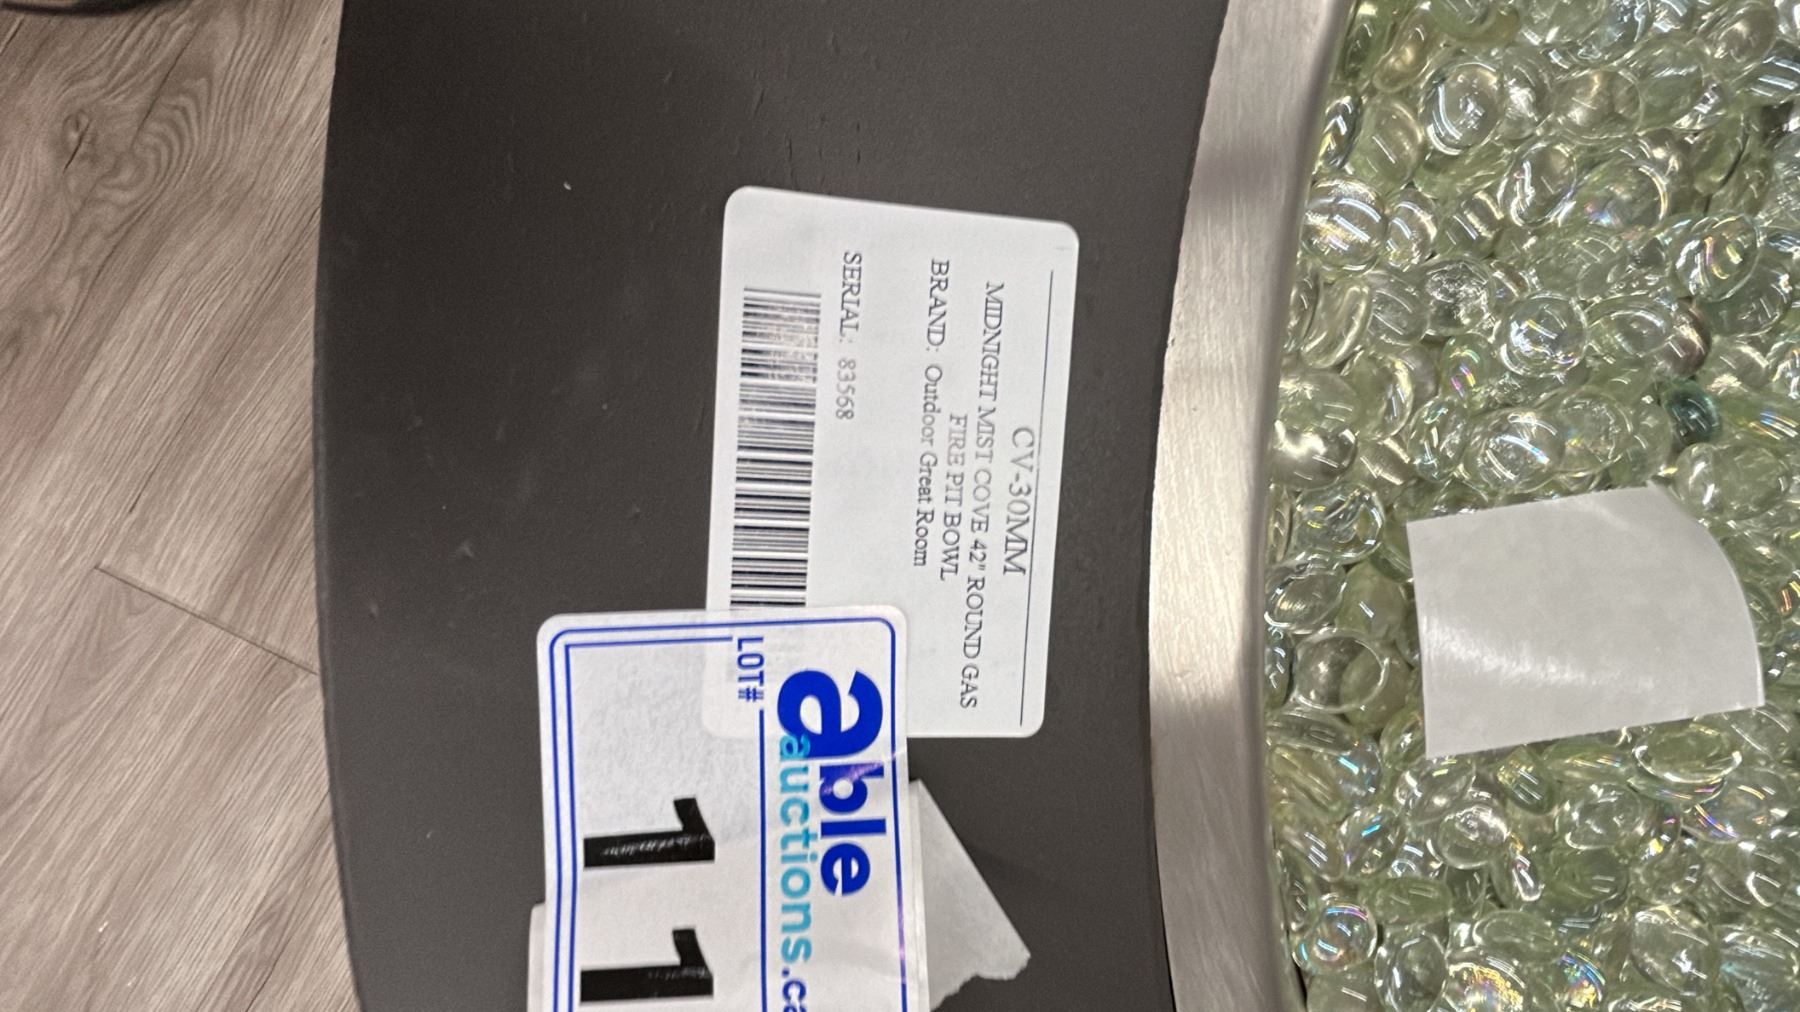 CV-30MM
MIDNIGHT MIST COVE 42" ROUND GAS
FIRE PIT BOWL
BRAND: Outdoor Great Room
SERIAL: 83568
able
auctions.ca
LOT#
11